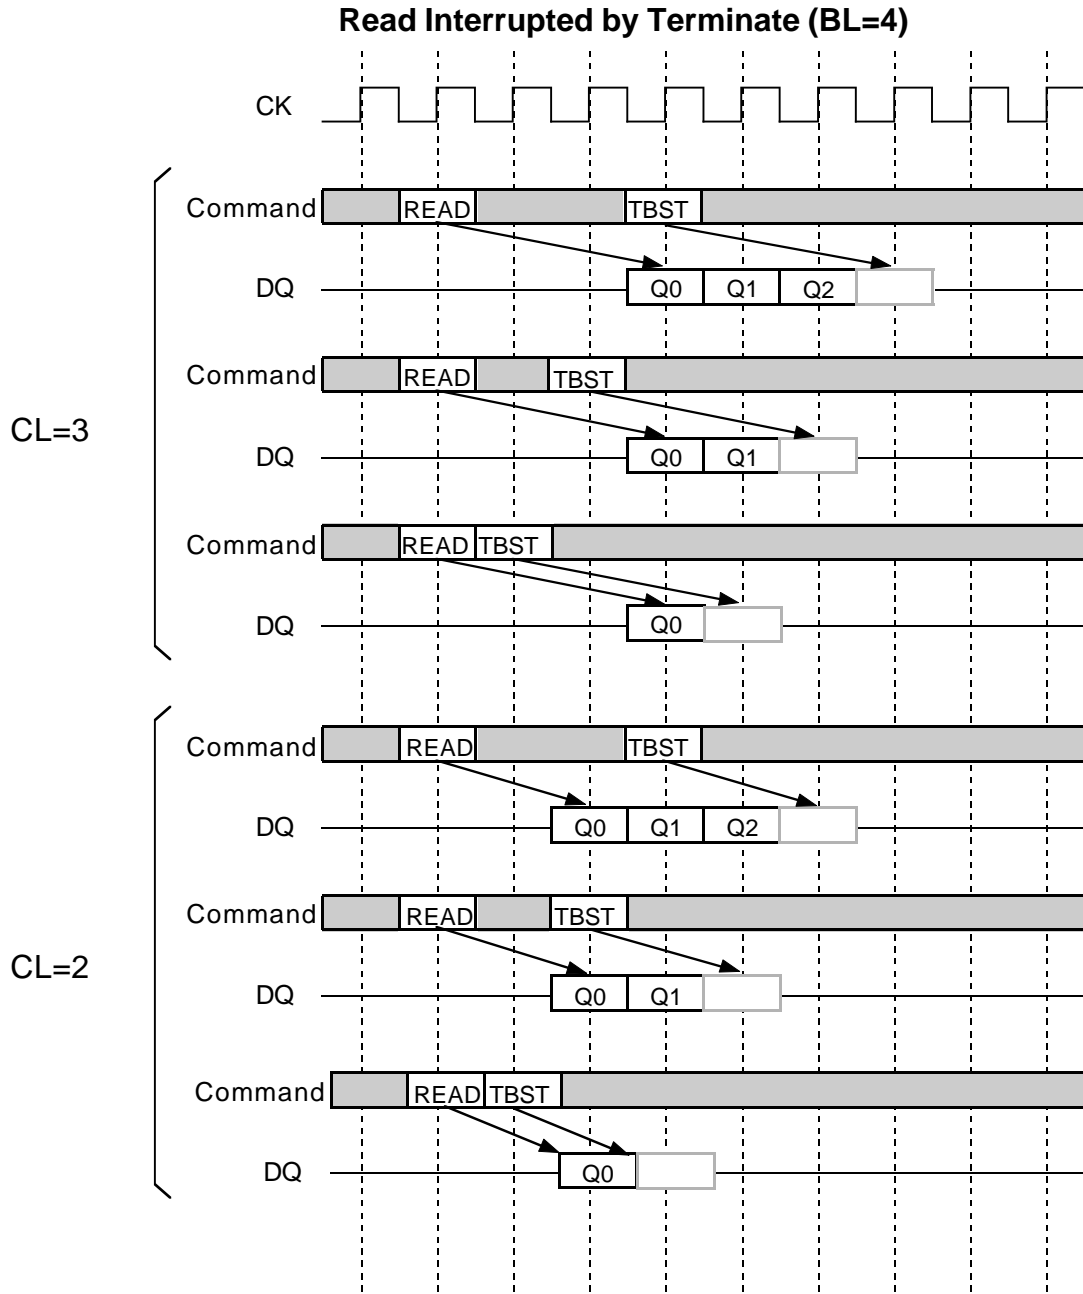 Read Interrupted by Terminate (BL=4)
CK
Command READ TBST
DQ Q0 Q1 Q2
Command READ TBST
CL=3
DQ Q0 Q1
Command READ TBST
DQ Q0
Command READ TBST
DQ Q0 Q1 Q2
Command READ TBST
CL=2
DQ Q0 Q1
Command READ TBST
DQ Q0